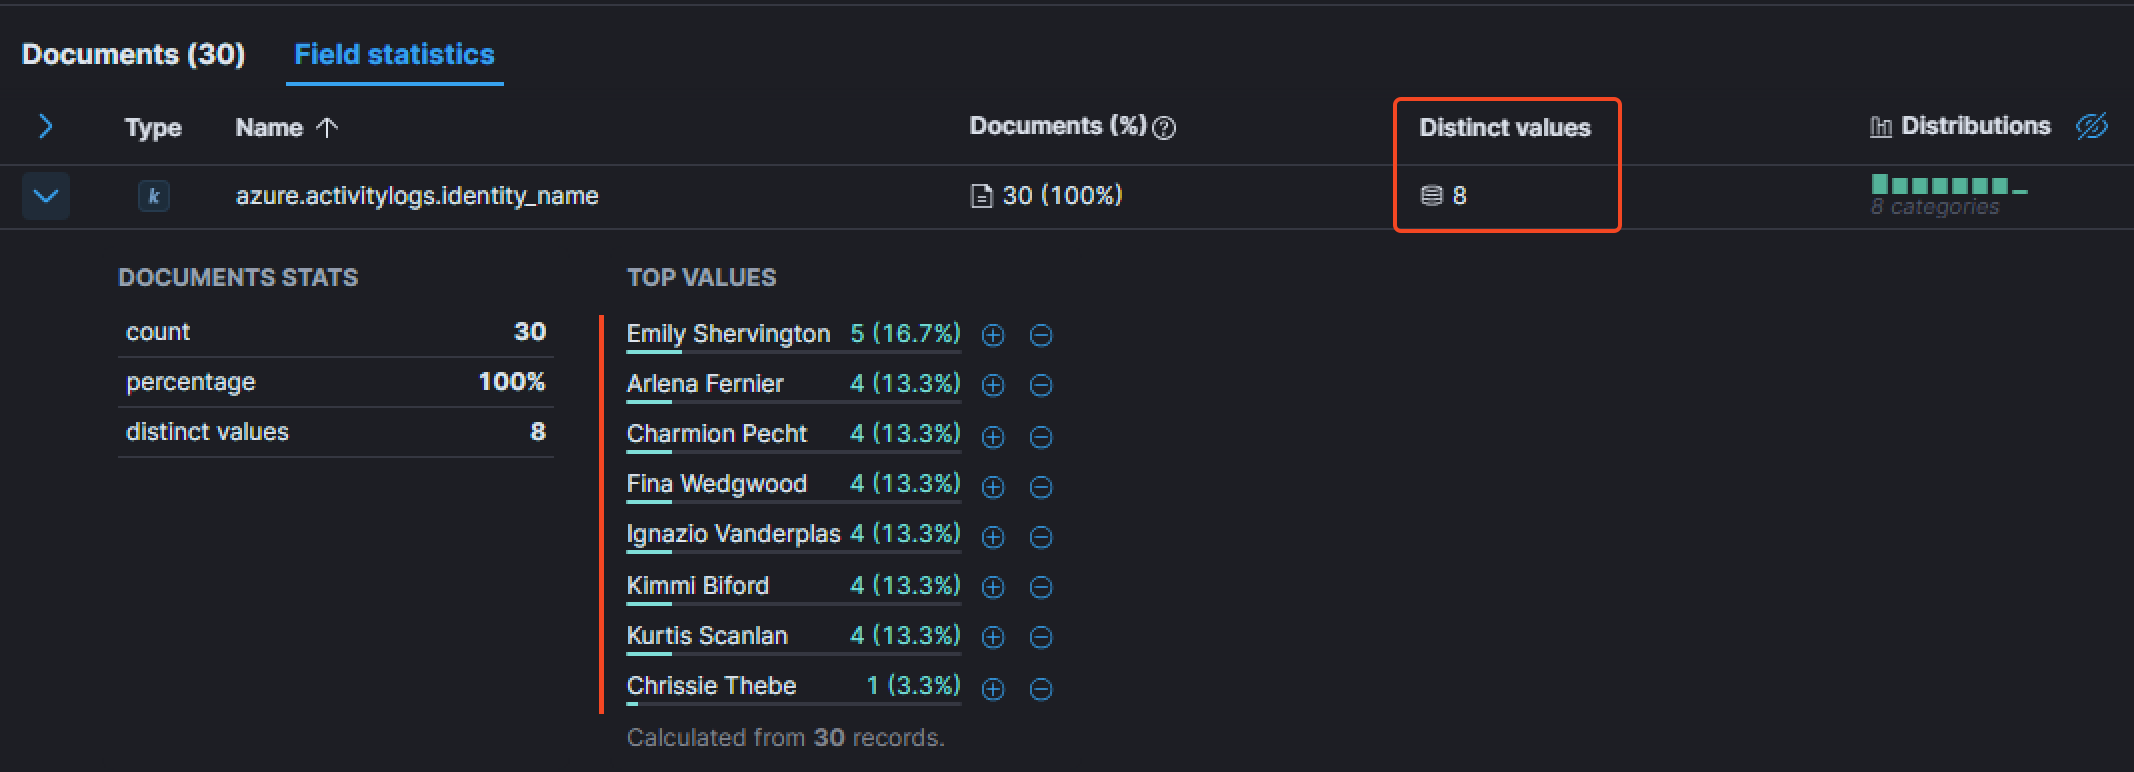 Documents (30) Field statistics
Type Name Documents (%) Distinct values Distributions
k azure.activitylogs.identity_name 30 (100%) 8
8 categories
DOCUMENTS STATS
count 30
percentage 100%
distinct values 8
TOP VALUES
Emily Shervington 5 (16.7%)
Arlena Fernier 4 (13.3%)
Charmion Pecht 4 (13.3%)
Fina Wedgwood 4 (13.3%)
Ignazio Vanderplas 4 (13.3%)
Kimmi Biford 4 (13.3%)
Kurtis Scanlan 4 (13.3%)
Chrissie Thebe 1 (3.3%)
Calculated from 30 records.